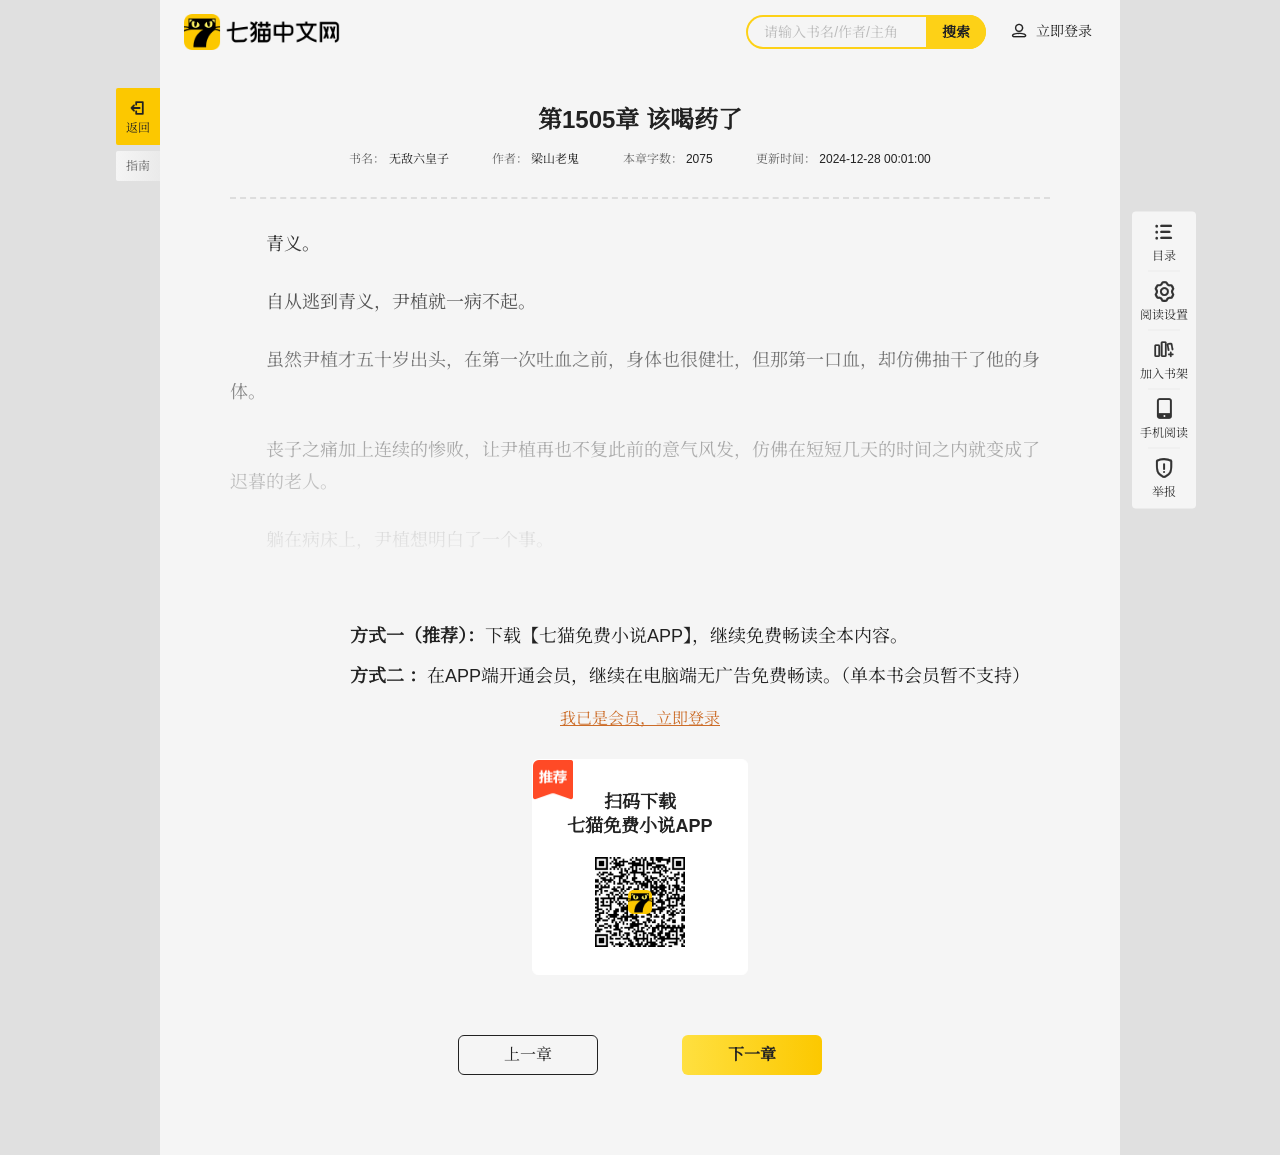 七猫中文网
请输入书名/作者/主角
搜索
立即登录
返回
指南
第1505章 该喝药了
书名： 无敌六皇子 作者： 梁山老鬼 本章字数： 2075 更新时间： 2024-12-28 00:01:00
青义。
自从逃到青义，尹植就一病不起。
虽然尹植才五十岁出头，在第一次吐血之前，身体也很健壮，但那第一口血，却仿佛抽干了他的身
体。
丧子之痛加上连续的惨败，让尹植再也不复此前的意气风发，仿佛在短短几天的时间之内就变成了
迟暮的老人。
躺在病床上，尹植想明白了一个事。
目录
阅读设置
加入书架
手机阅读
举报
方式一（推荐）：下载【七猫免费小说APP】，继续免费畅读全本内容。
方式二 ： 在APP端开通会员，继续在电脑端无广告免费畅读。（单本书会员暂不支持）
我已是会员，立即登录
推荐
扫码下载
七猫免费小说APP
上一章
下一章